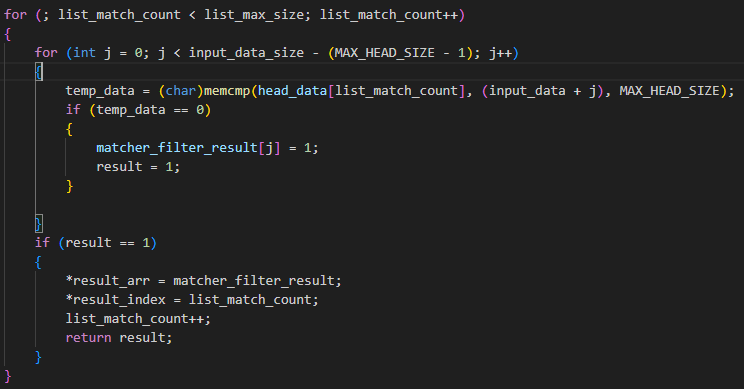 for (; list_match_count < list_max_size; list_match_count++)
{
    for (int j = 0; j < input_data_size - (MAX_HEAD_SIZE - 1); j++)
    {
        temp_data = (char)memcmp(head_data[list_match_count], (input_data + j), MAX_HEAD_SIZE);
        if (temp_data == 0)
        {
            matcher_filter_result[j] = 1;
            result = 1;
        }
    }
    if (result == 1)
    {
        *result_arr = matcher_filter_result;
        *result_index = list_match_count;
        list_match_count++;
        return result;
    }
}